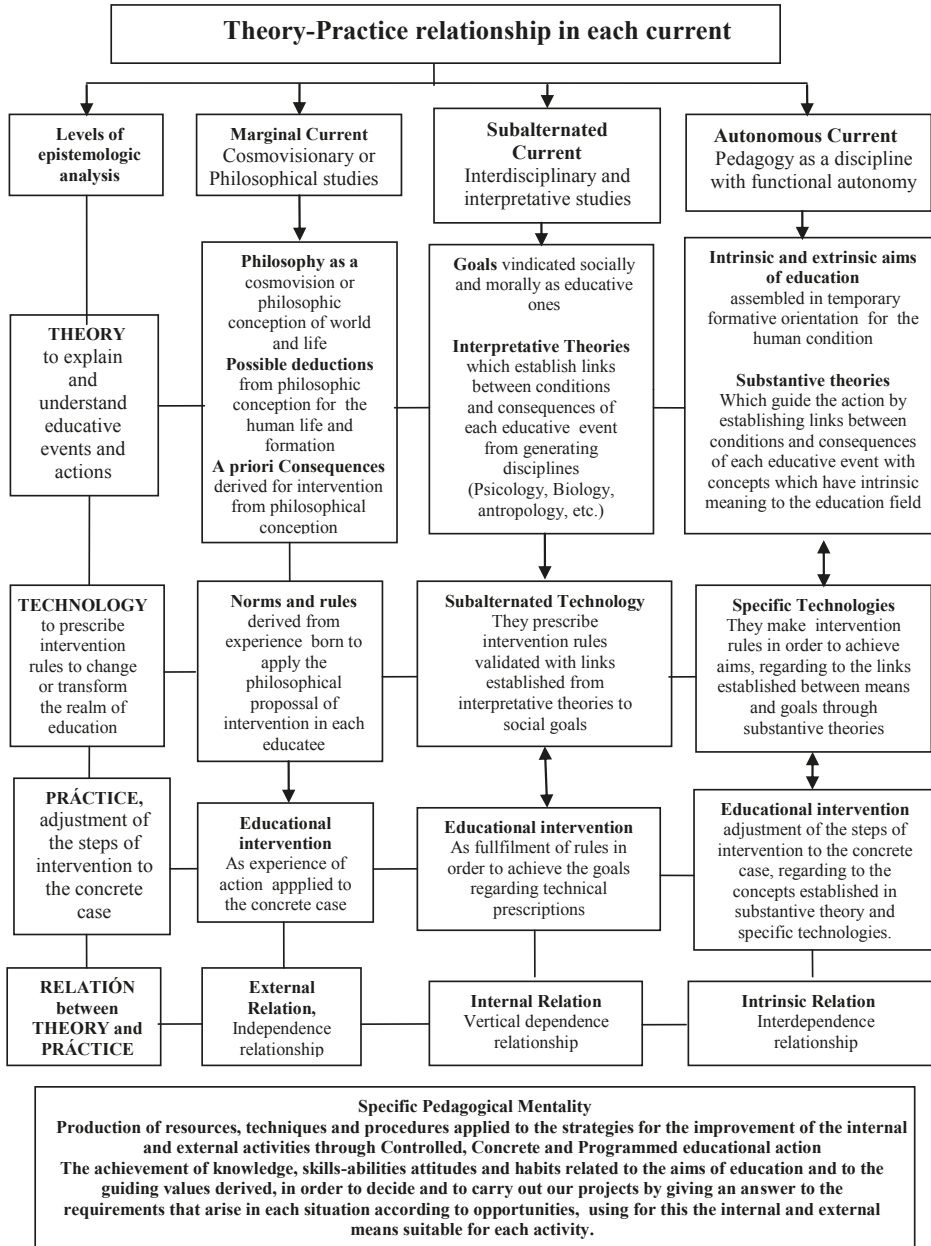 Theory-Practice relationship in each current
Levels of
epistemologic
analysis
Marginal Current
Cosmovisionary or
Philosophical studies
Subalternated
Current
Interdisciplinary and
interpretative studies
Autonomous Current
Pedagogy as a discipline
with functional autonomy
THEORY
to explain
and
understand
educative
events and
actions
Philosophy as a
cosmovision or
philosophic
conception of world
and life
Possible deductions
from philosophic
conception for the
human life and
formation
A priori Consequences
derived for intervention
from philosophical
conception
Goals vindicated socially
and morally as educative
ones
Interpretative Theories
which establish links
between conditions
and consequences of
each educative event
from generating
disciplines
(Psicology, Biology,
antropology, etc.)
Intrinsic and extrinsic aims
of education
assembled in temporary
formative orientation for the
human condition
Substantive theories
Which guide the action by
establishing links between
conditions and consequences
of each educative event with
concepts which have intrinsic
meaning to the education field
TECHNOLOGY
to prescribe
intervention
rules to change
or transform
the realm of
education
Norms and rules
derived from
experience born to
apply the
philosophical
propossal of
intervention in each
educatee
Subalternated Technology
They prescribe
intervention rules
validated with links
established from
interpretative theories to
social goals
Specific Technologies
They make intervention
rules in order to achieve
aims, regarding to the links
established between means
and goals through
substantive theories
PRÁCTICE,
adjustment of
the steps of
intervention to
the concrete
case
Educational
intervention
As experience of
action appplied to
the concrete case
Educational intervention
As fullfilment of rules in
order to achieve the goals
regarding technical
prescriptions
Educational intervention
adjustment of the steps of
intervention to the concrete
case, regarding to the
concepts established in
substantive theory and
specific technologies.
RELATIÓN
between
THEORY and
PRÁCTICE
External
Relation,
Independence
relationship
Internal Relation
Vertical dependence
relationship
Intrinsic Relation
Interdependence
relationship
Specific Pedagogical Mentality
Production of resources, techniques and procedures applied to the strategies for the improvement of the internal
and external activities through Controlled, Concrete and Programmed educational action
The achievement of knowledge, skills-abilities attitudes and habits related to the aims of education and to the
guiding values derived, in order to decide and to carry out our projects by giving an answer to the
requirements that arise in each situation according to opportunities, using for this the internal and external
means suitable for each activity.